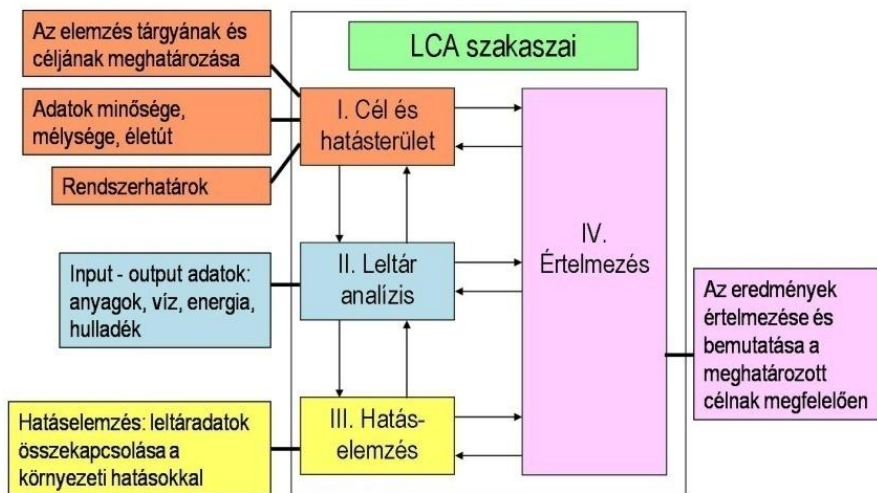 Az elemzés tárgyának és
céljának meghatározása
Adatok minősége,
mélysége, életút
Rendszerhatárok
LCA szakaszai
I. Cél és
hatásterület
Input - output adatok:
anyagok, víz, energia,
hulladék
II. Leltár
analízis
Hatáselemzés: leltáradatok
összekapcsolása a
környezeti hatásokkal
III. Hatás-
elemzés
IV.
Értelmezés
Az eredmények
értelmezése és
bemutatása a
meghatározott
célnak megfelelően